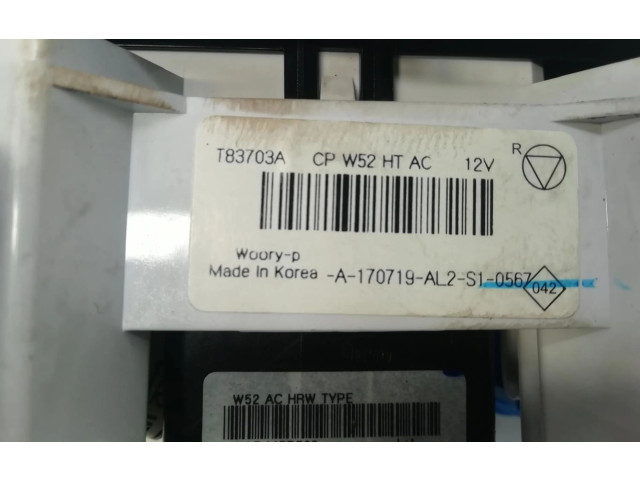 T83703A CP W52 HT AC 12V R
Woory-p
Made In Korea -A-170719-AL2-S1-0567
042
W52 AC HRW TYPE